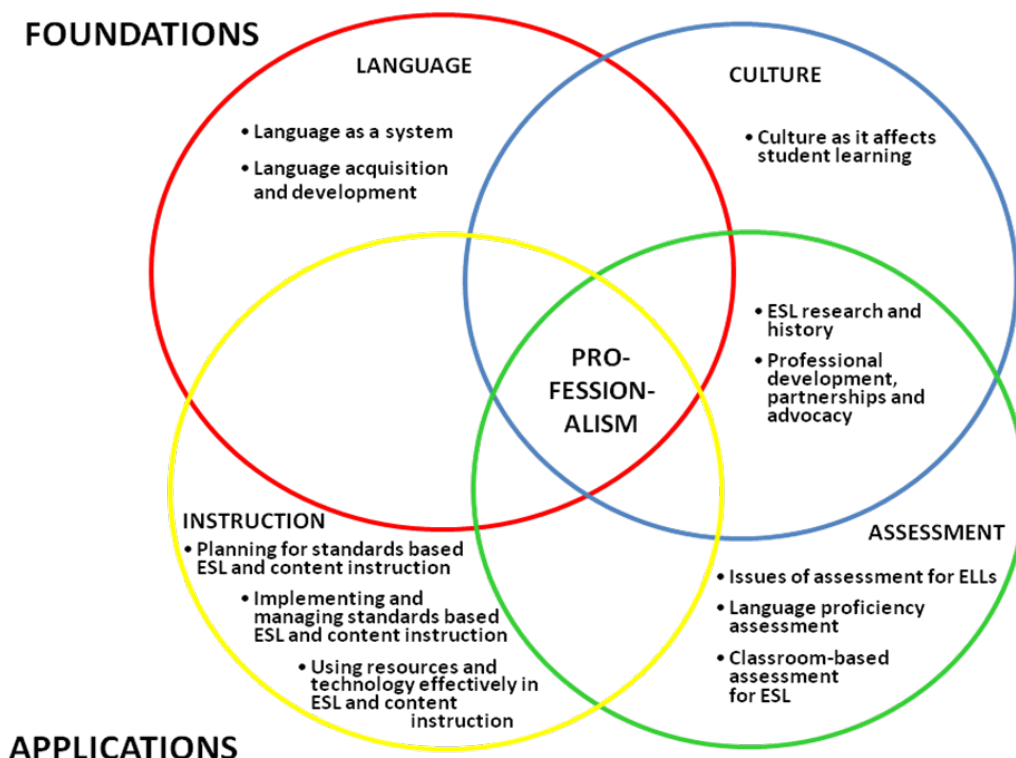 FOUNDATIONS
LANGUAGE
• Language as a system
• Language acquisition
and development
CULTURE
• Culture as it affects
student learning
PRO-
FESSION-
ALISM
• ESL research and
history
• Professional
development,
partnerships and
advocacy
INSTRUCTION
• Planning for standards based
ESL and content instruction
• Implementing and
managing standards based
ESL and content instruction
• Using resources and
technology effectively in
ESL and content
instruction
ASSESSMENT
• Issues of assessment for ELLs
• Language proficiency
assessment
• Classroom-based
assessment
for ESL
APPLICATIONS